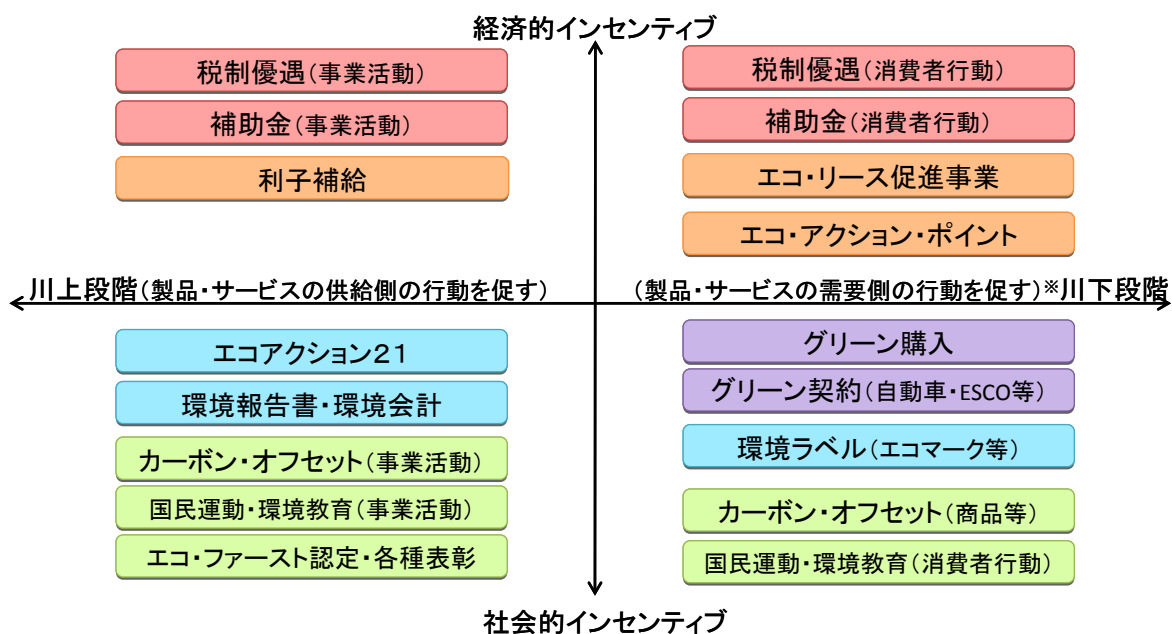 経済的インセンティブ
税制優遇(事業活動)
補助金(事業活動)
利子補給
税制優遇(消費者行動)
補助金(消費者行動)
エコ・リース促進事業
エコ・アクション・ポイント
川上段階(製品・サービスの供給側の行動を促す)
(製品・サービスの需要側の行動を促す)※川下段階
エコアクション21
環境報告書・環境会計
カーボン・オフセット(事業活動)
国民運動・環境教育(事業活動)
エコ・ファースト認定・各種表彰
グリーン購入
グリーン契約(自動車・ESCO等)
環境ラベル(エコマーク等)
カーボン・オフセット(商品等)
国民運動・環境教育(消費者行動)
社会的インセンティブ